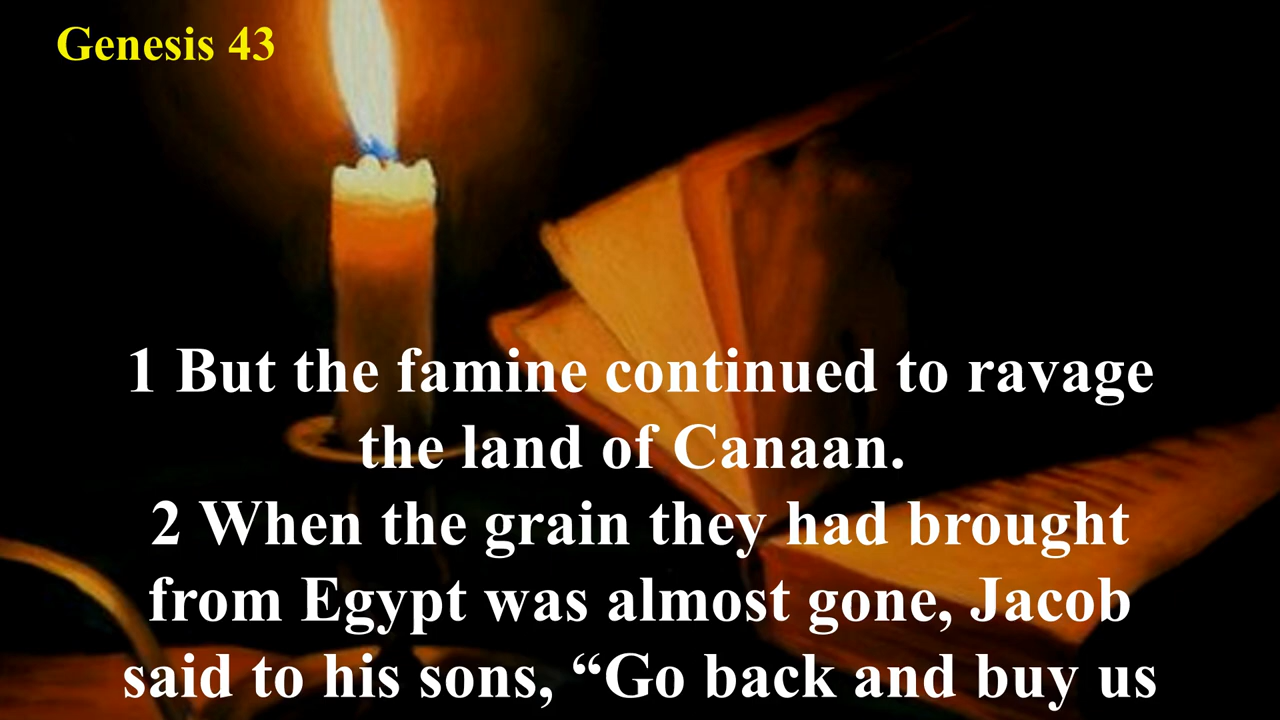 Genesis 43
1 But the famine continued to ravage
the land of Canaan.
2 When the grain they had brought
from Egypt was almost gone, Jacob
said to his sons, “Go back and buy us